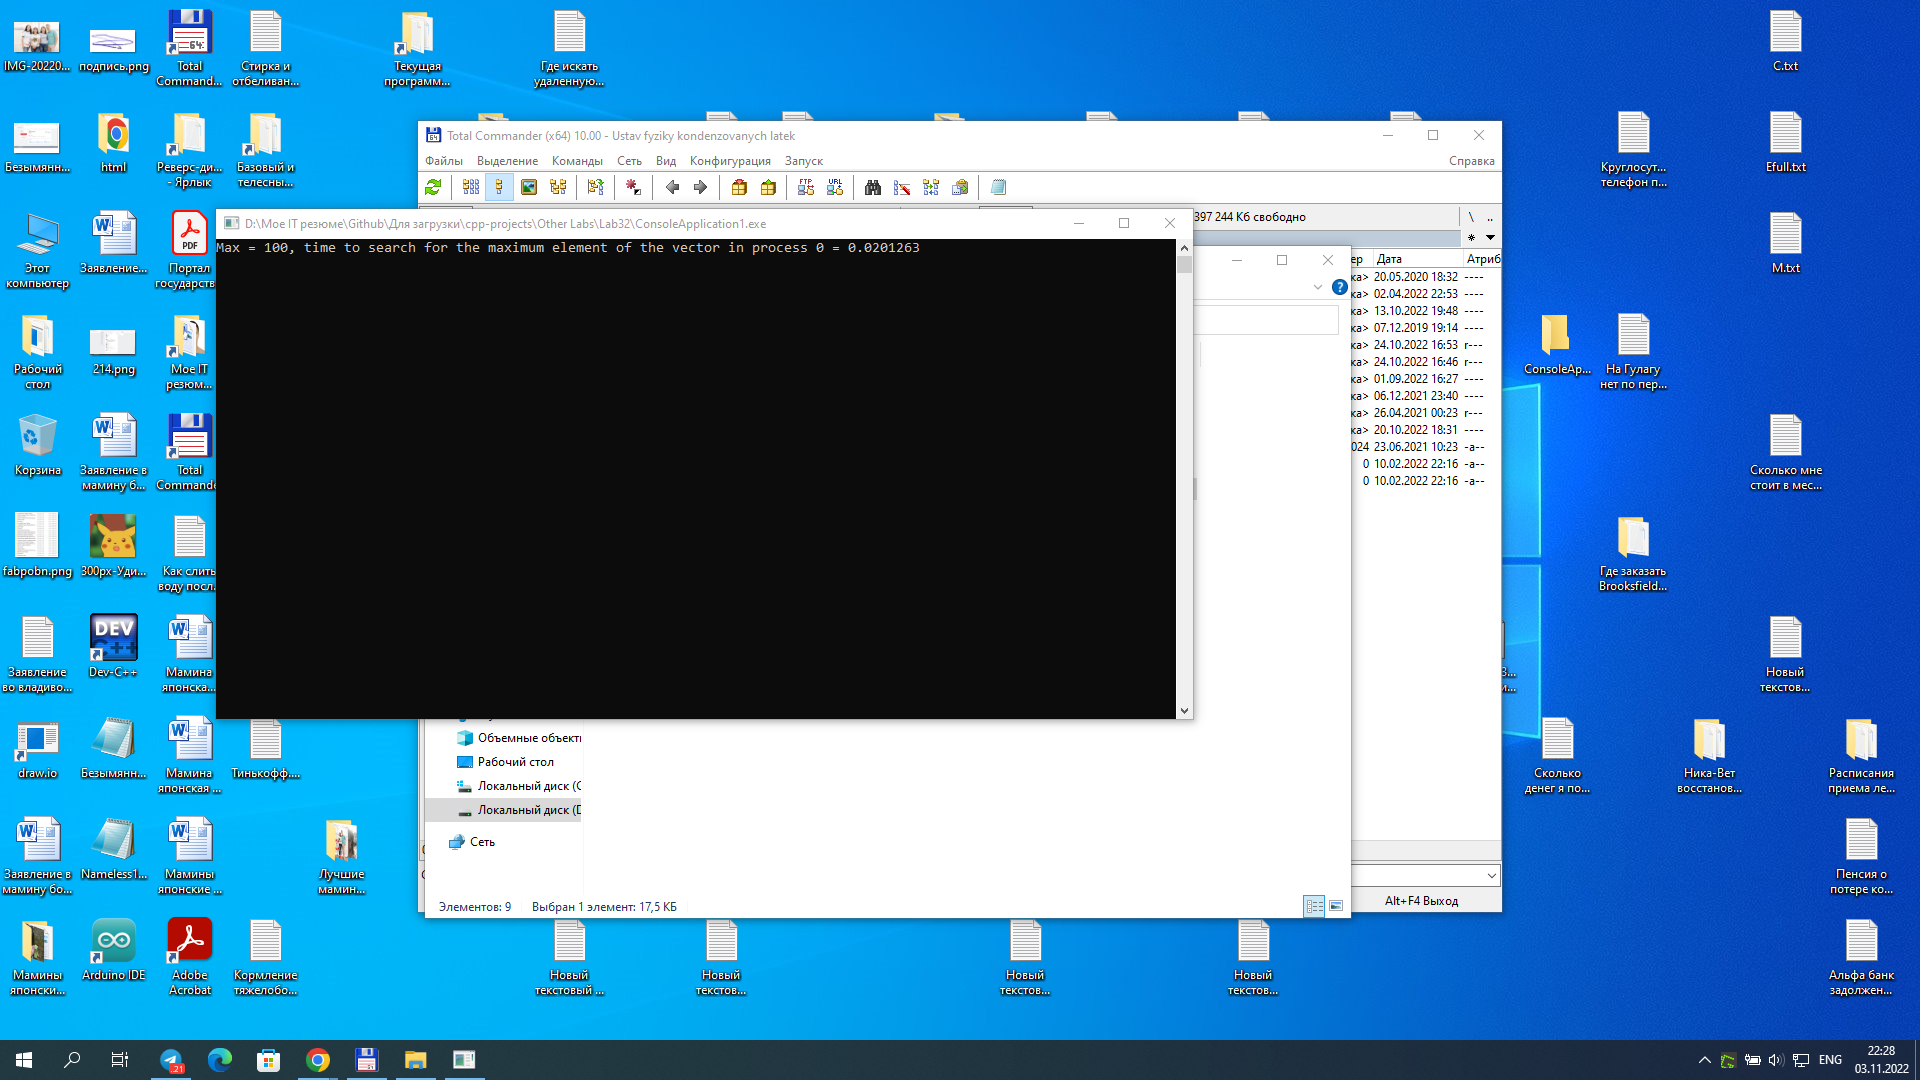 IMG-20220...
подпись.png
Total
Command...
Стирка и
отбеливан...
Текущая
программ...
Где искать
удаленную...
C.txt
Безымянн...
html
Реверс-ди...
- Ярлык
Базовый и
телесны...
Круглосут...
телефон п...
Efull.txt
Total Commander (x64) 10.00 - Ustav fyziky kondenzovanych latek
Файлы Выделение Команды Сеть Вид Конфигурация Запуск Справка
FTP URL
397 244 Кб свободно \ ..
D:\Мое IT резюме\Github\Для загрузки\cpp-projects\Other Labs\Lab32\ConsoleApplication1.exe
Max = 100, time to search for the maximum element of the vector in process 0 = 0.0201263
ер Дата Атриб
ка> 20.05.2020 18:32 ----
ка> 02.04.2022 22:53 ----
ка> 13.10.2022 19:48 ----
ка> 07.12.2019 19:14 ----
ка> 24.10.2022 16:53 r---
ка> 24.10.2022 16:46 r---
ка> 01.09.2022 16:27 ----
ка> 06.12.2021 23:40 ----
ка> 26.04.2021 00:23 r---
ка> 20.10.2022 18:31 ----
024 23.06.2021 10:23 -a--
0 10.02.2022 22:16 -a--
0 10.02.2022 22:16 -a--
Этот
компьютер
Заявление...
PDF
Портал
государств
M.txt
Рабочий
стол
214.png
Мое IT
резюм...
ConsoleAp...
На Гулагу
нет по пер...
Корзина
Заявление в
мамину б...
Total
Commande
Сколько мне
стоит в мес...
fabpobn.png
300px-Уди...
Как слить
воду посл.
Где заказать
Brooksfield...
Заявление
во владиво...
DEV
C++
Dev-C++
Мамина
японска...
Новый
текстов...
draw.io
Безымянн...
Мамина
японская ...
Тинькофф....
Объемные объекты
Рабочий стол
Локальный диск (C
Локальный диск (D
Сеть
Элементов: 9 Выбран 1 элемент: 17,5 КБ
Alt+F4 Выход
Сколько
денег я по...
Ника-Вет
восстанов...
Расписания
приема ле...
Заявление в
мамину бо...
Nameless1...
Мамины
японские ...
Лучшие
мамин...
Пенсия о
потере ко...
Мамины
японски...
Arduino IDE
Adobe
Acrobat
Кормление
тяжелобо...
Новый
текстовый ...
Новый
текстов...
Новый
текстов...
Новый
текстов...
Альфа банк
задолжен...
21
ENG
22:28
03.11.2022